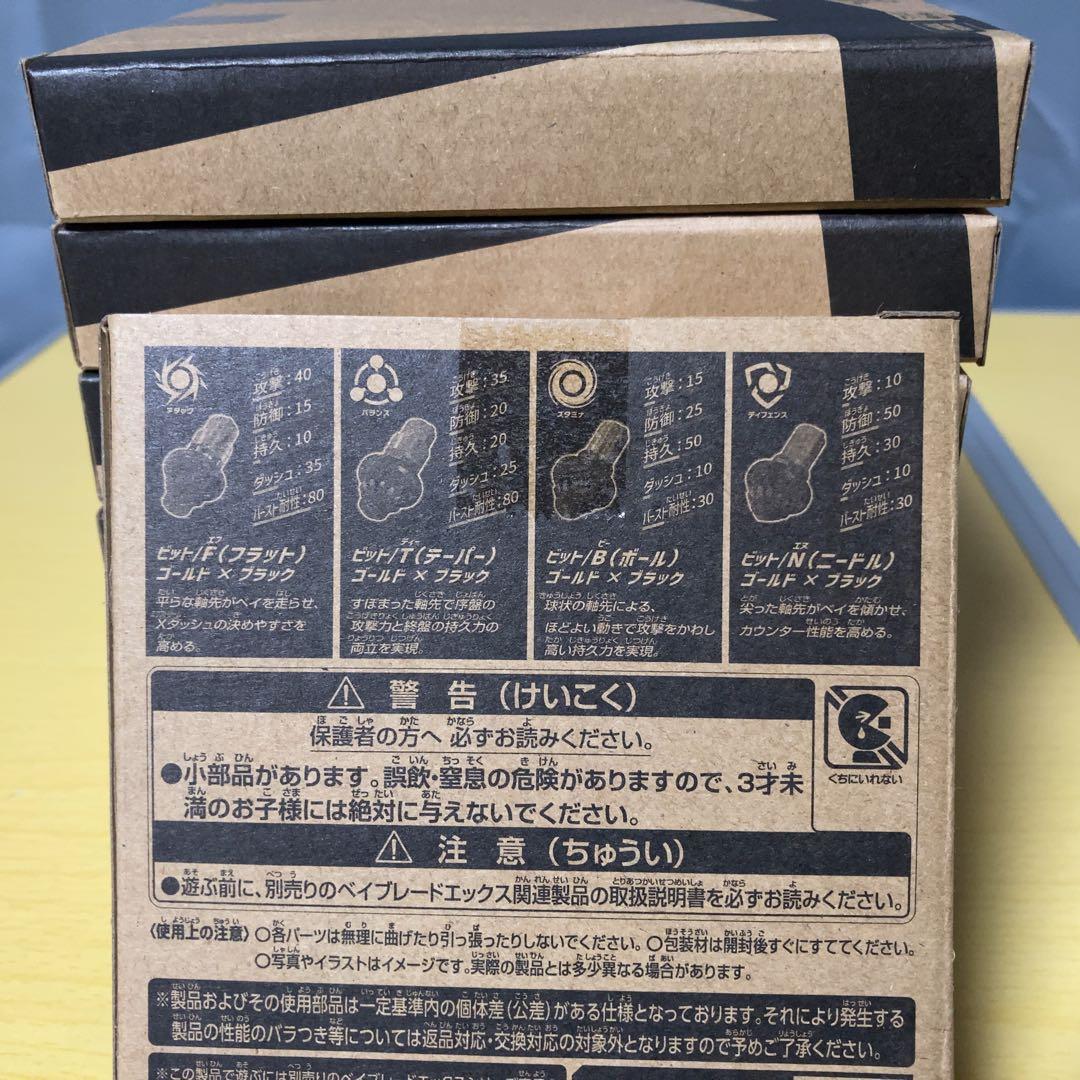 アタック
攻撃：40
防御：15
持久：10
ダッシュ：35
バースト耐性：80
ビット/F（フラット）
ゴールド × ブラック
平らな軸先がベイを走らせ、
Xダッシュの決めやすさを
高める。
バランス
攻撃：35
防御：20
持久：20
ダッシュ：25
バースト耐性：80
ビット/T（テーパー）
ゴールド × ブラック
すぼまった軸先で序盤の
攻撃力と終盤の持久力の
両立を実現。
スタミナ
攻撃：15
防御：25
持久：50
ダッシュ：10
バースト耐性：30
ビット/B（ボール）
ゴールド × ブラック
球状の軸先による、
ほどよい動きで攻撃をかわし
高い持久力を実現。
ディフェンス
攻撃：10
防御：50
持久：30
ダッシュ：10
バースト耐性：30
ビット/N（ニードル）
ゴールド × ブラック
尖った軸先がベイを傾かせ、
カウンター性能を高める。
警 告（けいこく）
保護者の方へ 必ずお読みください。
●小部品があります。誤飲・窒息の危険がありますので、3才未
満のお子様には絶対に与えないでください。
くちにいれない
注 意（ちゅうい）
●遊ぶ前に、別売りのベイブレードエックス関連製品の取扱説明書を必ずお読みください。
〈使用上の注意〉○各パーツは無理に曲げたり引っ張ったりしないでください。○包装材は開封後すぐにすててください。
○写真やイラストはイメージです。実際の製品とは多少異なる場合があります。
※製品およびその使用部品は一定基準内の個体差（公差）がある仕様となっております。それにより発生する
製品の性能のバラつき等については返品対応・交換対応の対象外となりますので予めご了承ください。
※この製品で遊ぶには別売りのベイブレードエックスシリーズ